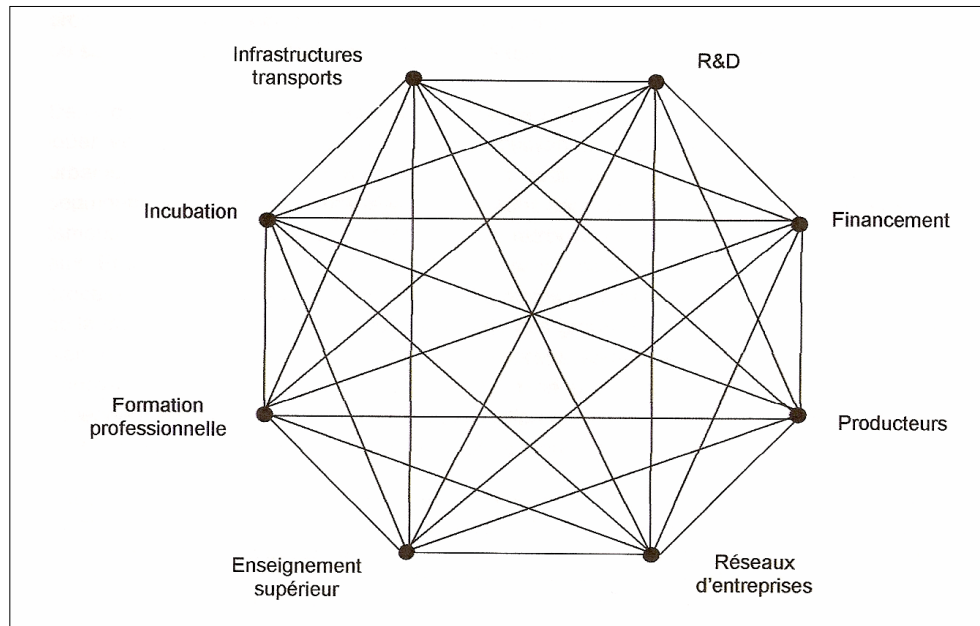 Infrastructures
transports
R&D
Incubation
Financement
Formation
professionnelle
Producteurs
Enseignement
supérieur
Réseaux
d'entreprises